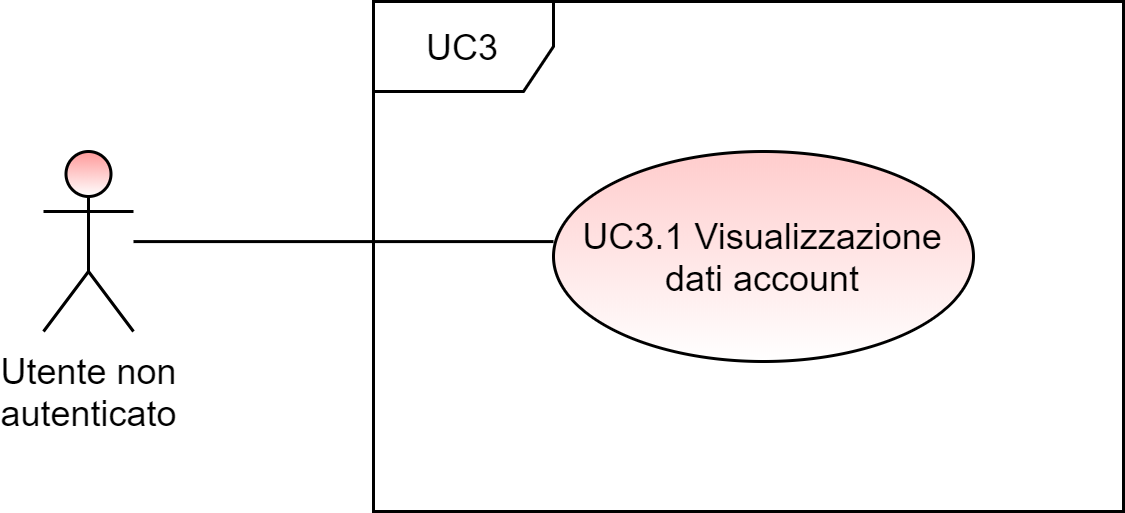 UC3
UC3.1 Visualizzazione
dati account
Utente non
autenticato